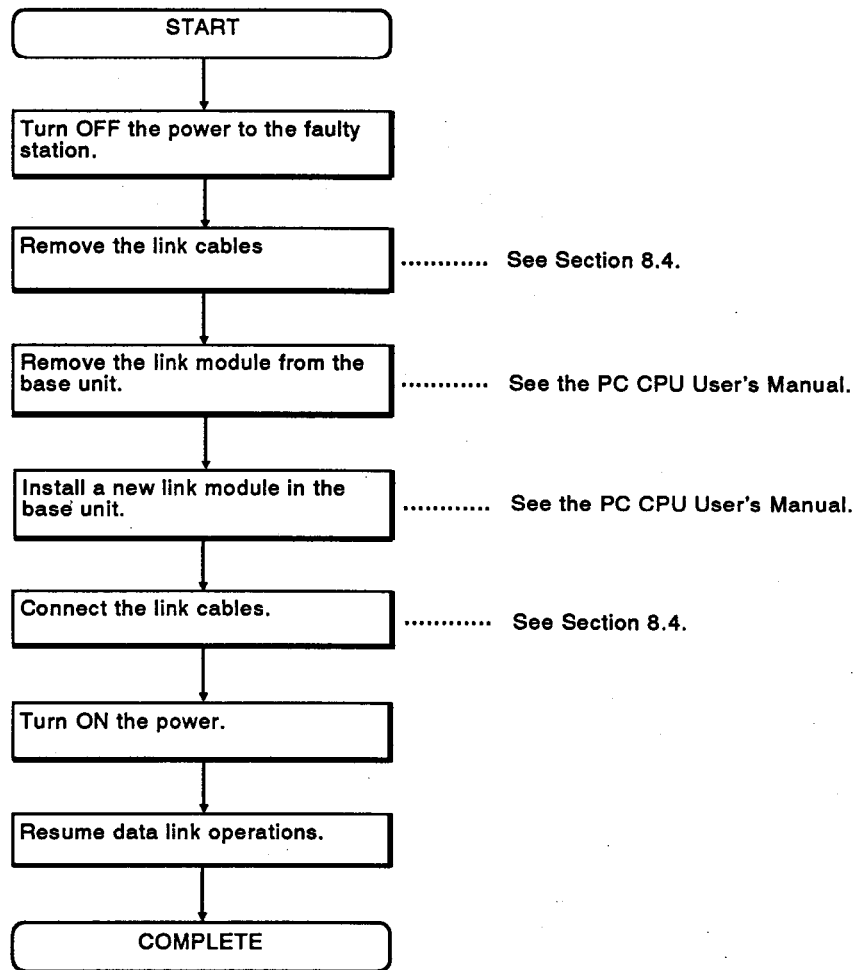 START
Turn OFF the power to the faulty
station.
Remove the link cables
............ See Section 8.4.
Remove the link module from the
base unit.
............ See the PC CPU User's Manual.
Install a new link module in the
base unit.
............ See the PC CPU User's Manual.
Connect the link cables.
............ See Section 8.4.
Turn ON the power.
Resume data link operations.
COMPLETE